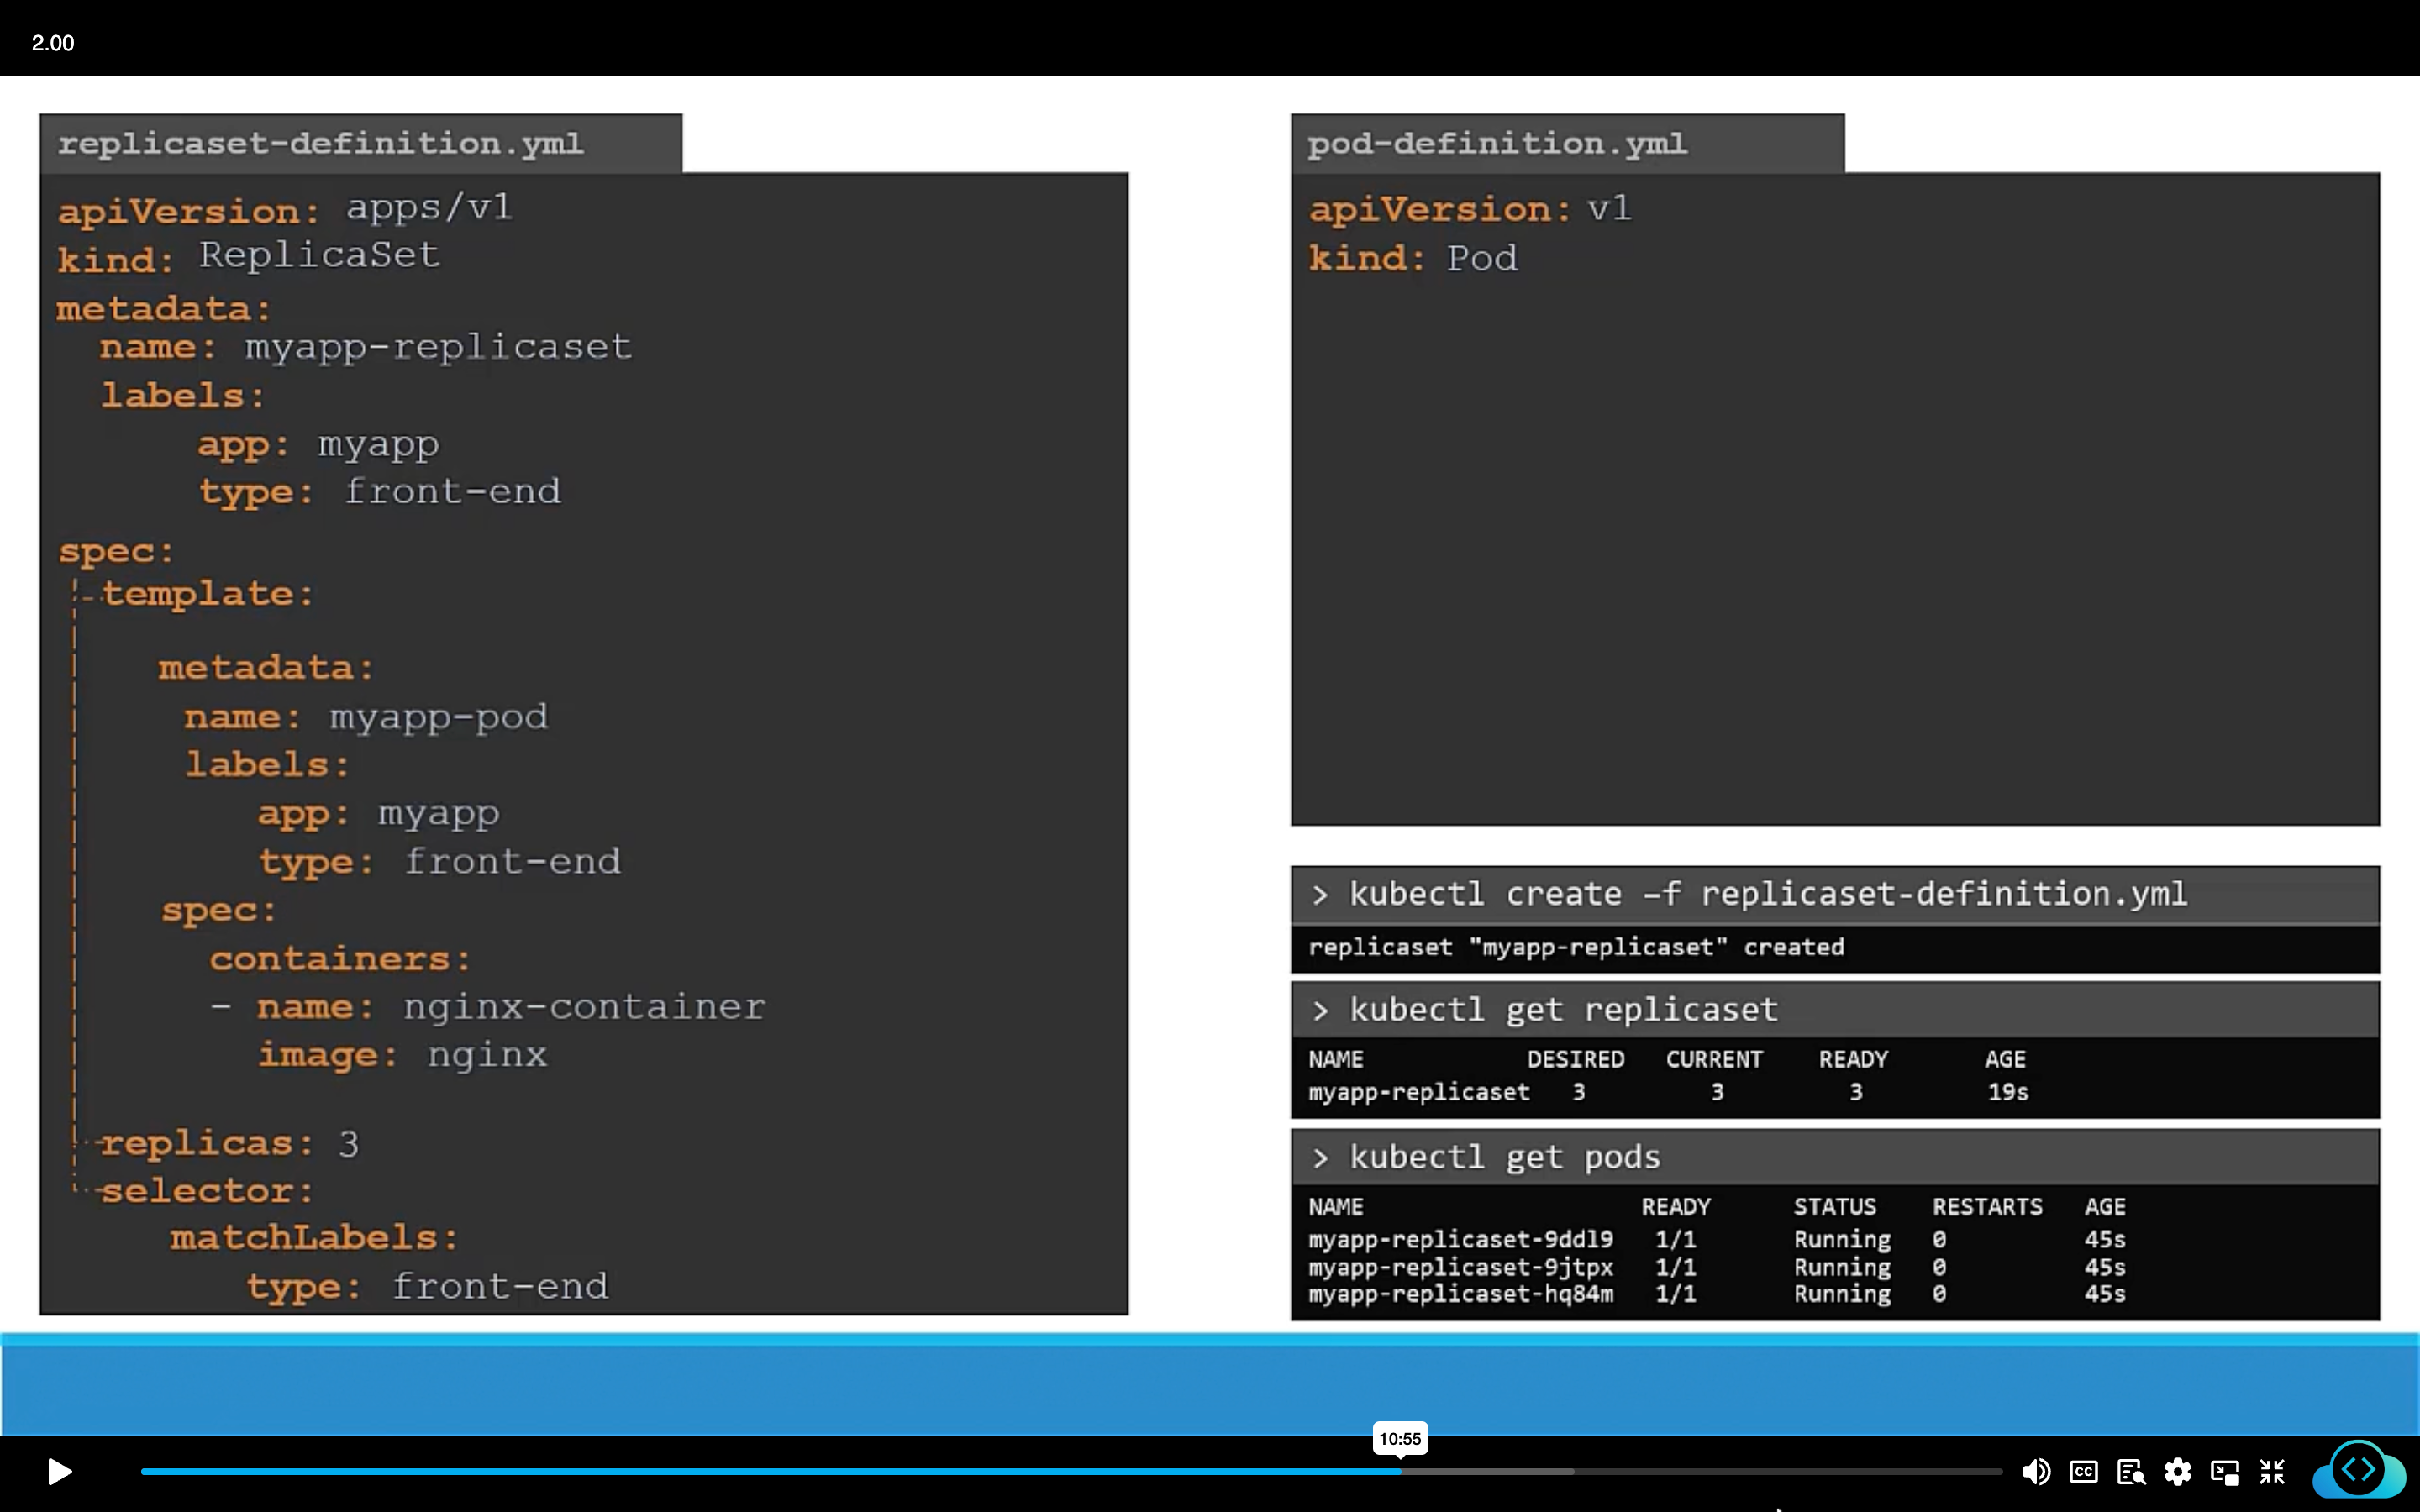 2.00
replicaset-definition.yml
apiVersion: apps/v1
kind: ReplicaSet
metadata:
name: myapp-replicaset
labels:
app: myapp
type: front-end
spec:
template:
metadata:
name: myapp-pod
labels:
app: myapp
type: front-end
spec:
containers:
- name: nginx-container
image: nginx
replicas: 3
selector:
matchLabels:
type: front-end
pod-definition.yml
apiVersion: v1
kind: Pod
> kubectl create –f replicaset-definition.yml
replicaset "myapp-replicaset" created
> kubectl get replicaset
NAME DESIRED CURRENT READY AGE
myapp-replicaset 3 3 3 19s
> kubectl get pods
NAME READY STATUS RESTARTS AGE
myapp-replicaset-9ddl9 1/1 Running 0 45s
myapp-replicaset-9jtpx 1/1 Running 0 45s
myapp-replicaset-hq84m 1/1 Running 0 45s
10:55
CC